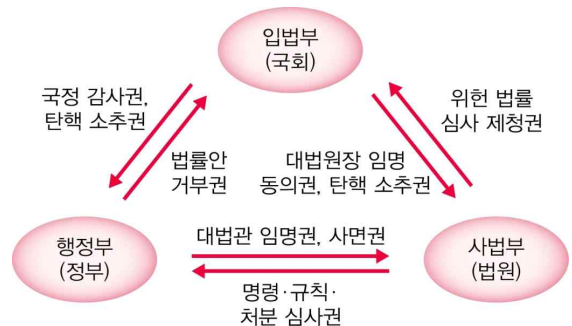 입법부
(국회)
국정 감사권,
탄핵 소추권
위헌 법률
심사 제청권
법률안
거부권
대법원장 임명
동의권, 탄핵 소추권
행정부
(정부)
대법관 임명권, 사면권
사법부
(법원)
명령·규칙·
처분 심사권